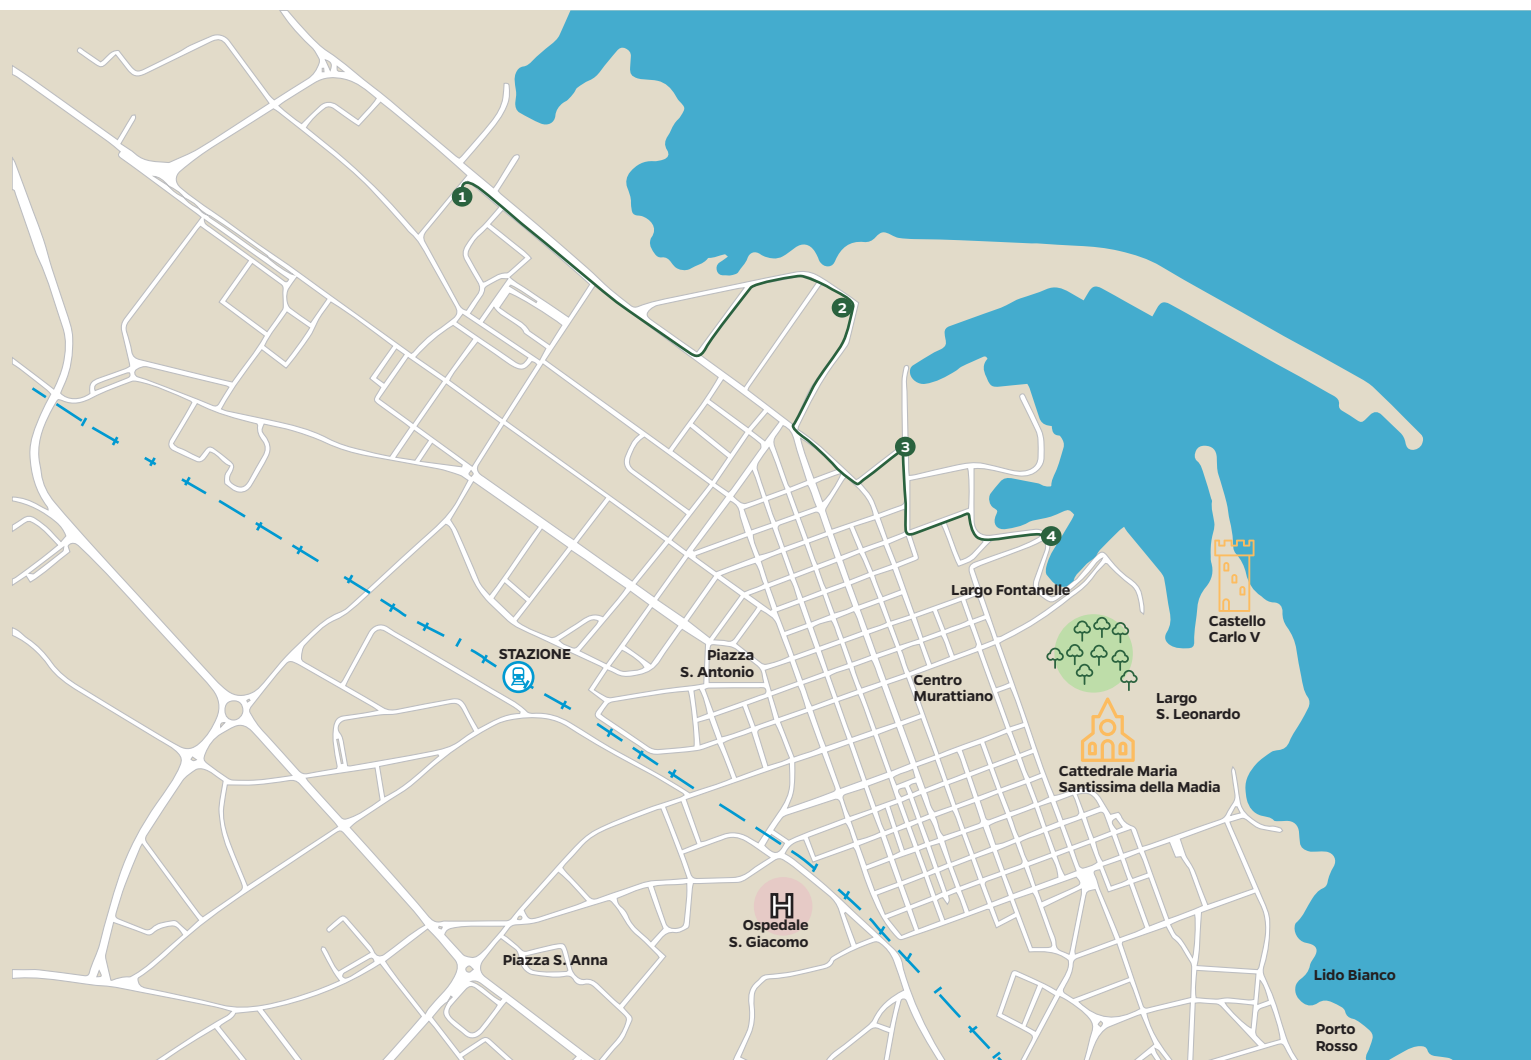 1
2
3
4
Largo Fontanelle
Castello
Carlo V
STAZIONE
Piazza
S. Antonio
Centro
Murattiano
Largo
S. Leonardo
Cattedrale Maria
Santissima della Madia
H
Ospedale
S. Giacomo
Piazza S. Anna
Lido Bianco
Porto
Rosso